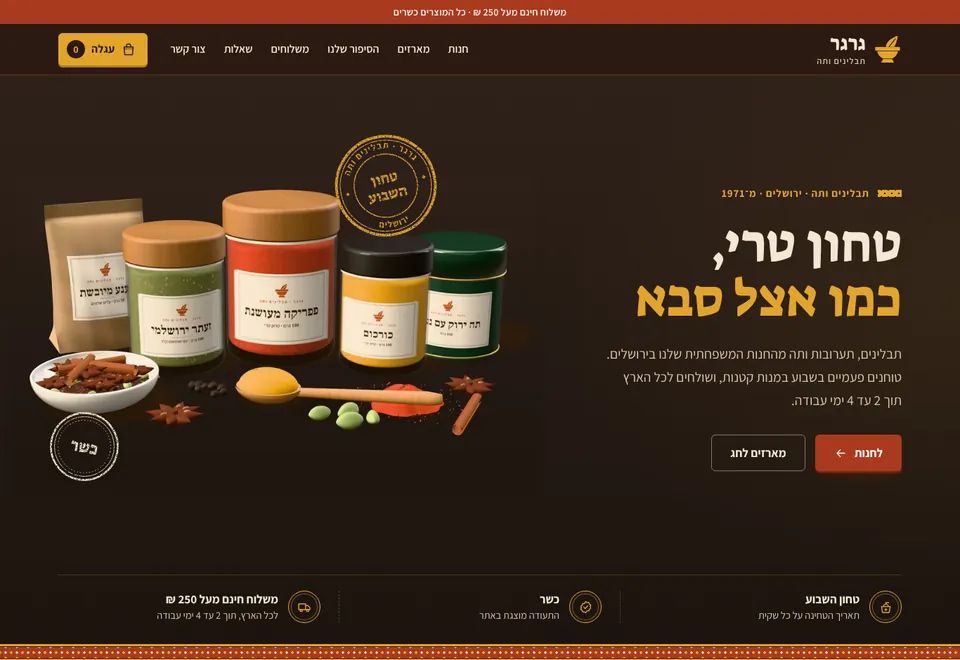 משלוח חינם מעל 250 ₪ · כל המוצרים כשרים
גרגר
תבלינים ותה
חנות
מארזים
הסיפור שלנו
משלוחים
שאלות
צור קשר
עגלה
0
תבלינים ותה · ירושלים · מ־1971
טחון טרי,
כמו אצל סבא
תבלינים, תערובות ותה מהחנות המשפחתית שלנו בירושלים.
טוחנים פעמיים בשבוע במנות קטנות, ושולחים לכל הארץ
תוך 2 עד 4 ימי עבודה.
לחנות
מארזים לחג
גרגר · תבלינים ותה
טחון
השבוע
ירושלים
תה ירוק עם
כורכום
פפריקה מעושנת
זעתר ירושלמי
מיובשת
כשר
טחון השבוע
תאריך הטחינה על כל שקית
כשר
התעודה מוצגת באתר
משלוח חינם מעל 250 ₪
לכל הארץ, תוך 2 עד 4 ימי עבודה